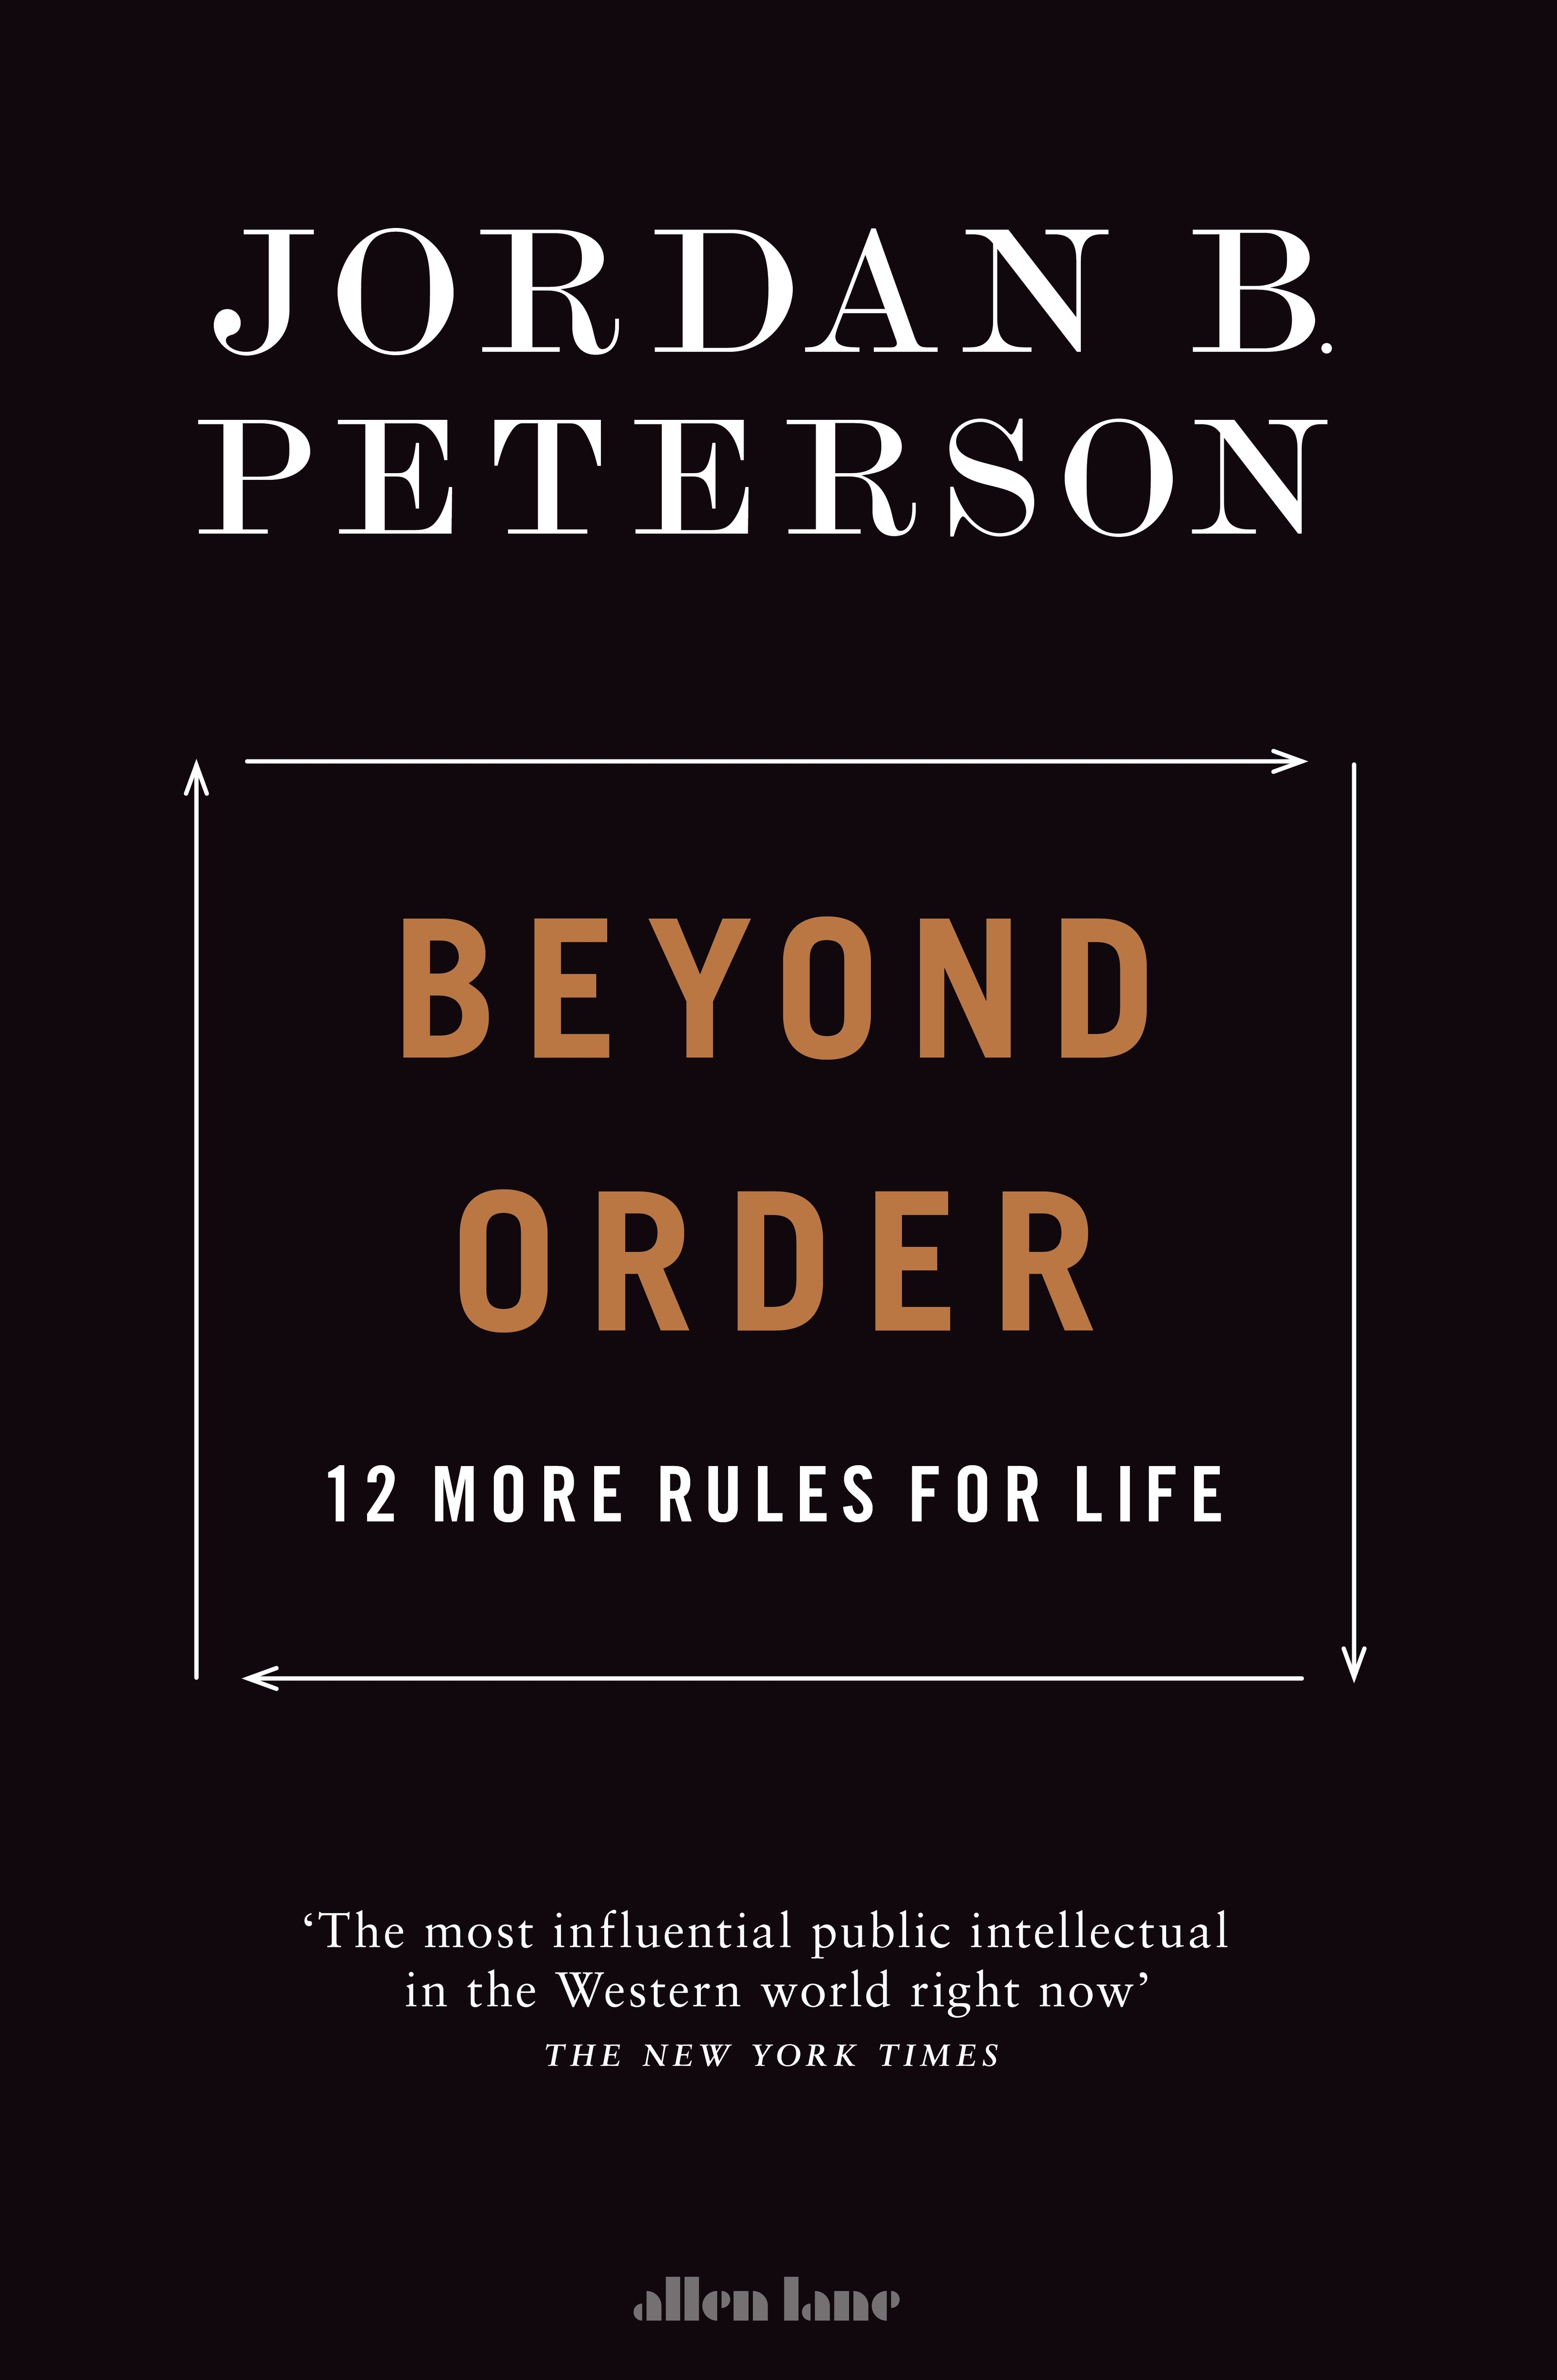 JORDAN B.
PETERSON
BEYOND
ORDER
12 MORE RULES FOR LIFE
‘The most influential public intellectual
in the Western world right now’
THE NEW YORK TIMES
allen lane